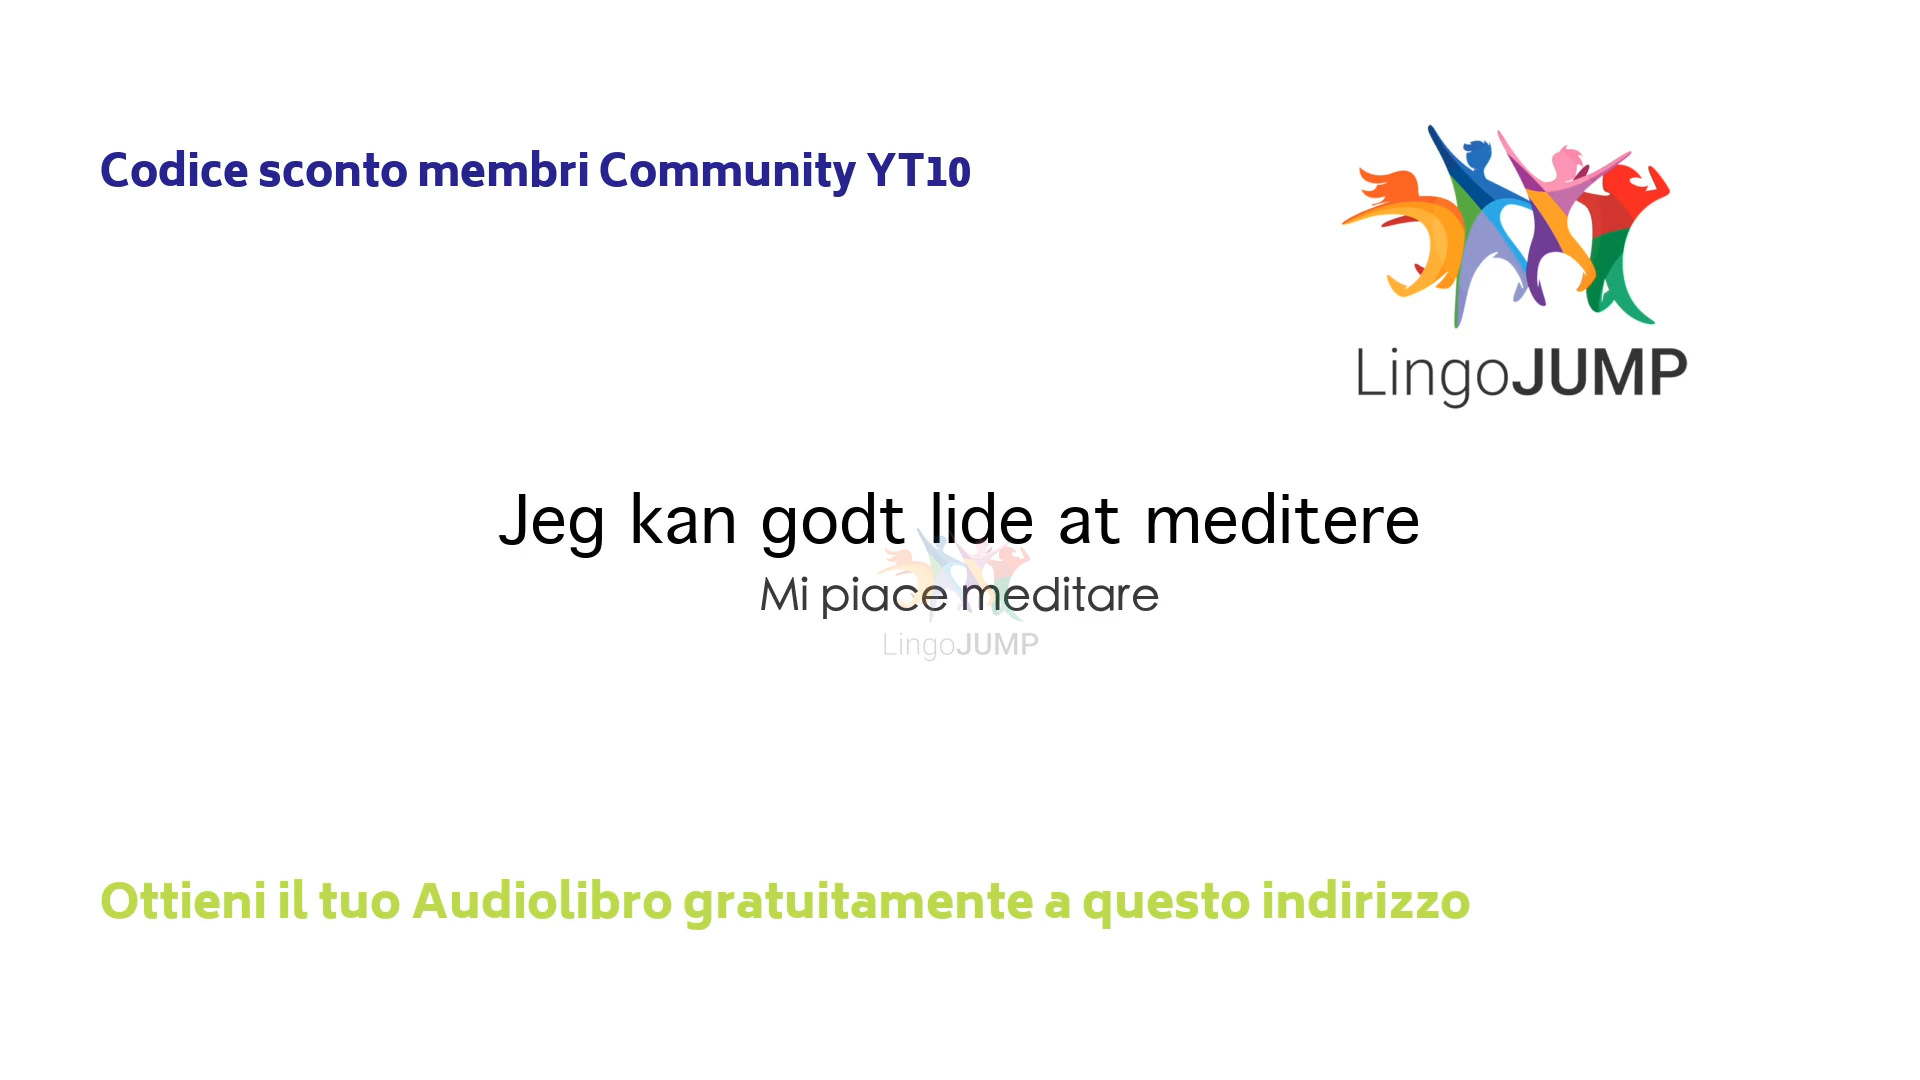 Codice sconto membri Community YT10
LingoJUMP
Jeg kan godt lide at meditere
Mi piace meditare
LingoJUMP
Ottieni il tuo Audiolibro gratuitamente a questo indirizzo